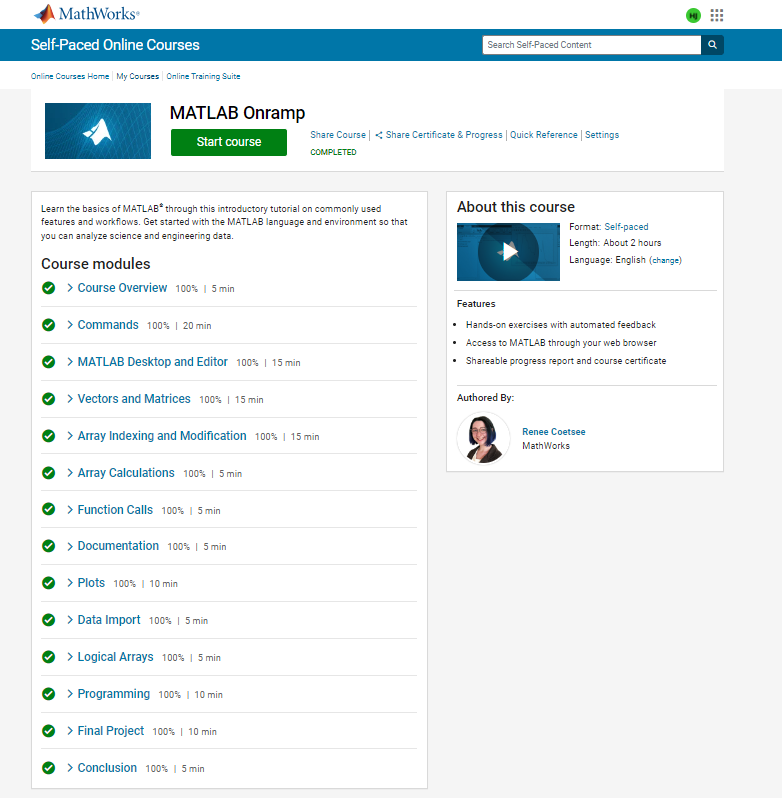 MathWorks®
HJ
Self-Paced Online Courses
Search Self-Paced Content
Online Courses Home | My Courses | Online Training Suite
MATLAB Onramp
Start course
Share Course | Share Certificate & Progress | Quick Reference | Settings
COMPLETED
Learn the basics of MATLAB® through this introductory tutorial on commonly used
features and workflows. Get started with the MATLAB language and environment so that
you can analyze science and engineering data.
Course modules
Course Overview 100% | 5 min
Commands 100% | 20 min
MATLAB Desktop and Editor 100% | 15 min
Vectors and Matrices 100% | 15 min
Array Indexing and Modification 100% | 15 min
Array Calculations 100% | 5 min
Function Calls 100% | 5 min
Documentation 100% | 5 min
Plots 100% | 10 min
Data Import 100% | 5 min
Logical Arrays 100% | 5 min
Programming 100% | 10 min
Final Project 100% | 10 min
Conclusion 100% | 5 min
About this course
Format: Self-paced
Length: About 2 hours
Language: English (change)
Features
• Hands-on exercises with automated feedback
• Access to MATLAB through your web browser
• Shareable progress report and course certificate
Authored By:
Renee Coetsee
MathWorks